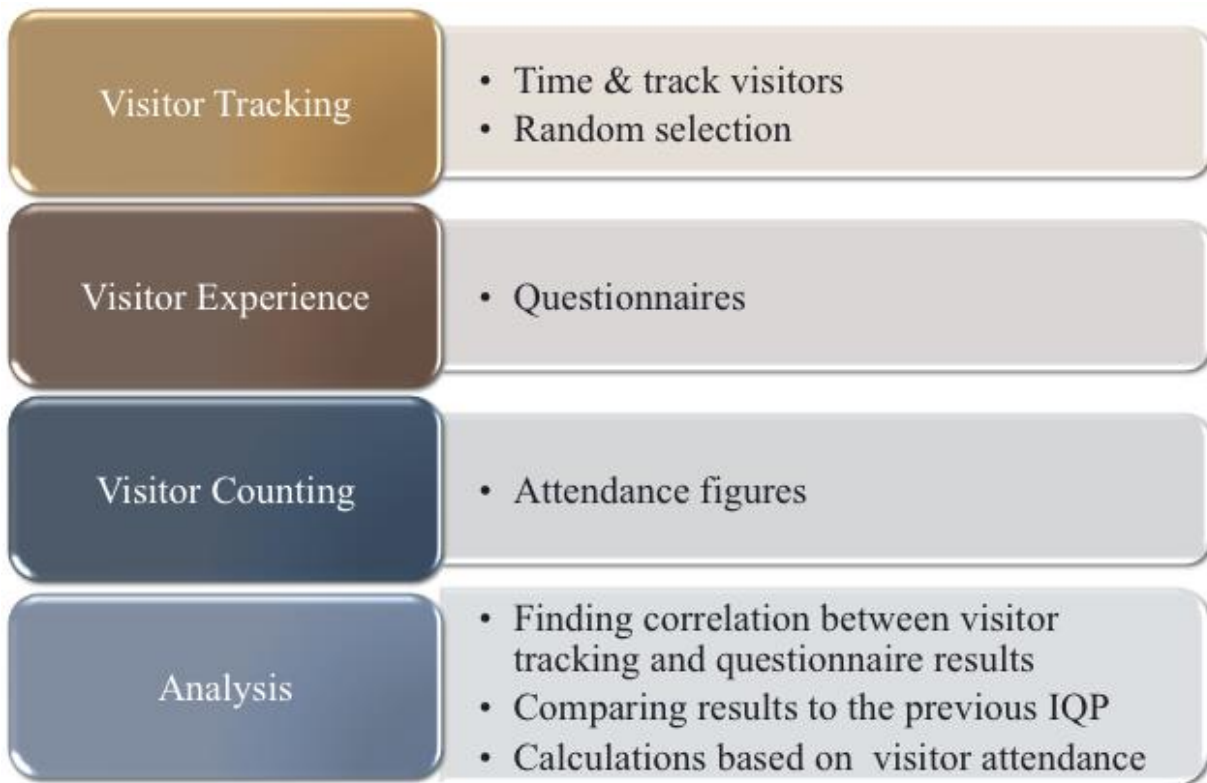 Visitor Tracking
• Time & track visitors
• Random selection
Visitor Experience
• Questionnaires
Visitor Counting
• Attendance figures
Analysis
• Finding correlation between visitor
tracking and questionnaire results
• Comparing results to the previous IQP
• Calculations based on  visitor attendance